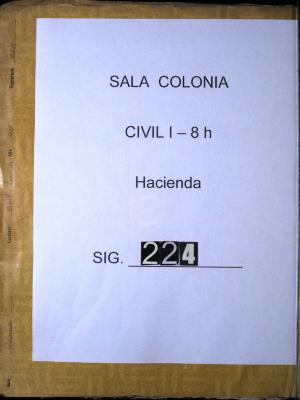 SALA COLONIA
CIVIL I – 8 h
Hacienda
SIG. 224